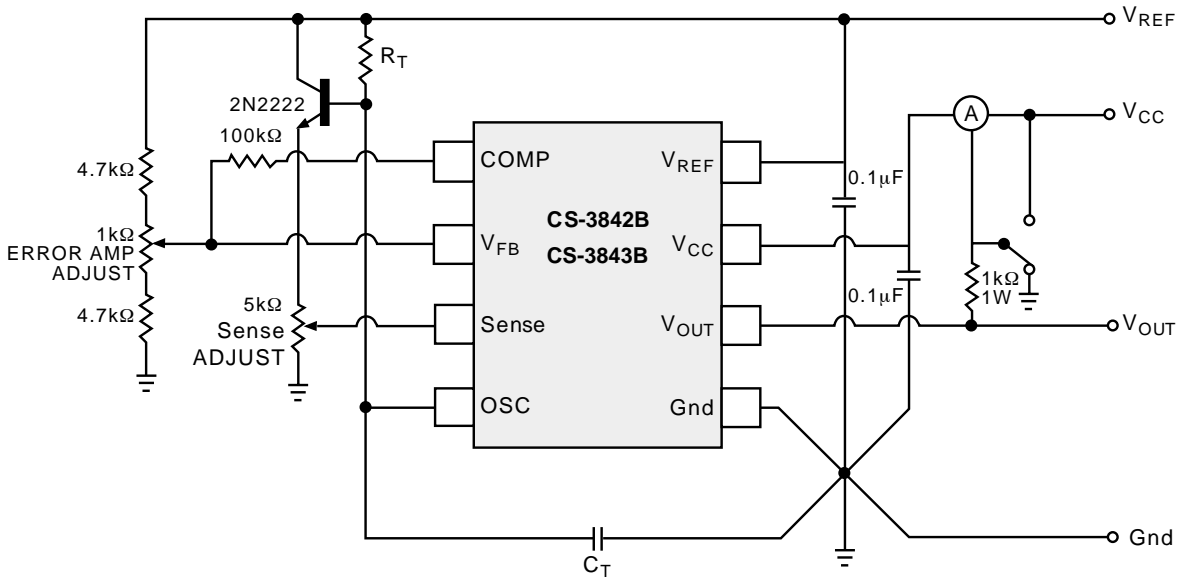 V_REF
R_T
2N2222
A
V_CC
100kΩ
COMP
V_REF
4.7kΩ
0.1μF
CS-3842B
CS-3843B
1kΩ
ERROR AMP
ADJUST
V_FB
V_CC
1kΩ
1W
0.1μF
5kΩ
Sense
ADJUST
4.7kΩ
Sense
V_OUT
V_OUT
OSC
Gnd
Gnd
C_T